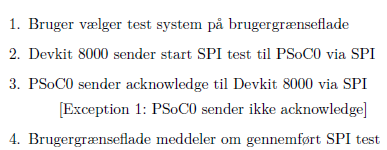 1. Bruger vælger test system på brugergrænseflade
2. Devkit 8000 sender start SPI test til PSoC0 via SPI
3. PSoC0 sender acknowledge til Devkit 8000 via SPI
[Exception 1: PSoC0 sender ikke acknowledge]
4. Brugergrænseflade meddeler om gennemført SPI test